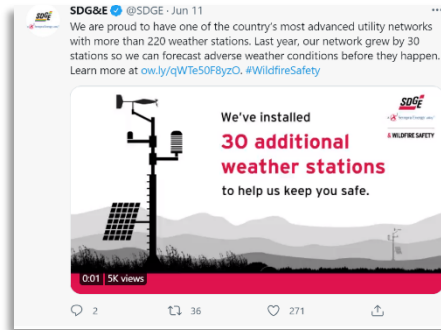 SDG&E @SDGE · Jun 11
We are proud to have one of the country's most advanced utility networks
with more than 220 weather stations. Last year, our network grew by 30
stations so we can forecast adverse weather conditions before they happen.
Learn more at ow.ly/qWTe50F8yzO. #WildfireSafety
SDGE
We've installed
30 additional
weather stations
to help us keep you safe.
& WILDFIRE SAFETY
0:01 5K views
2 36 271